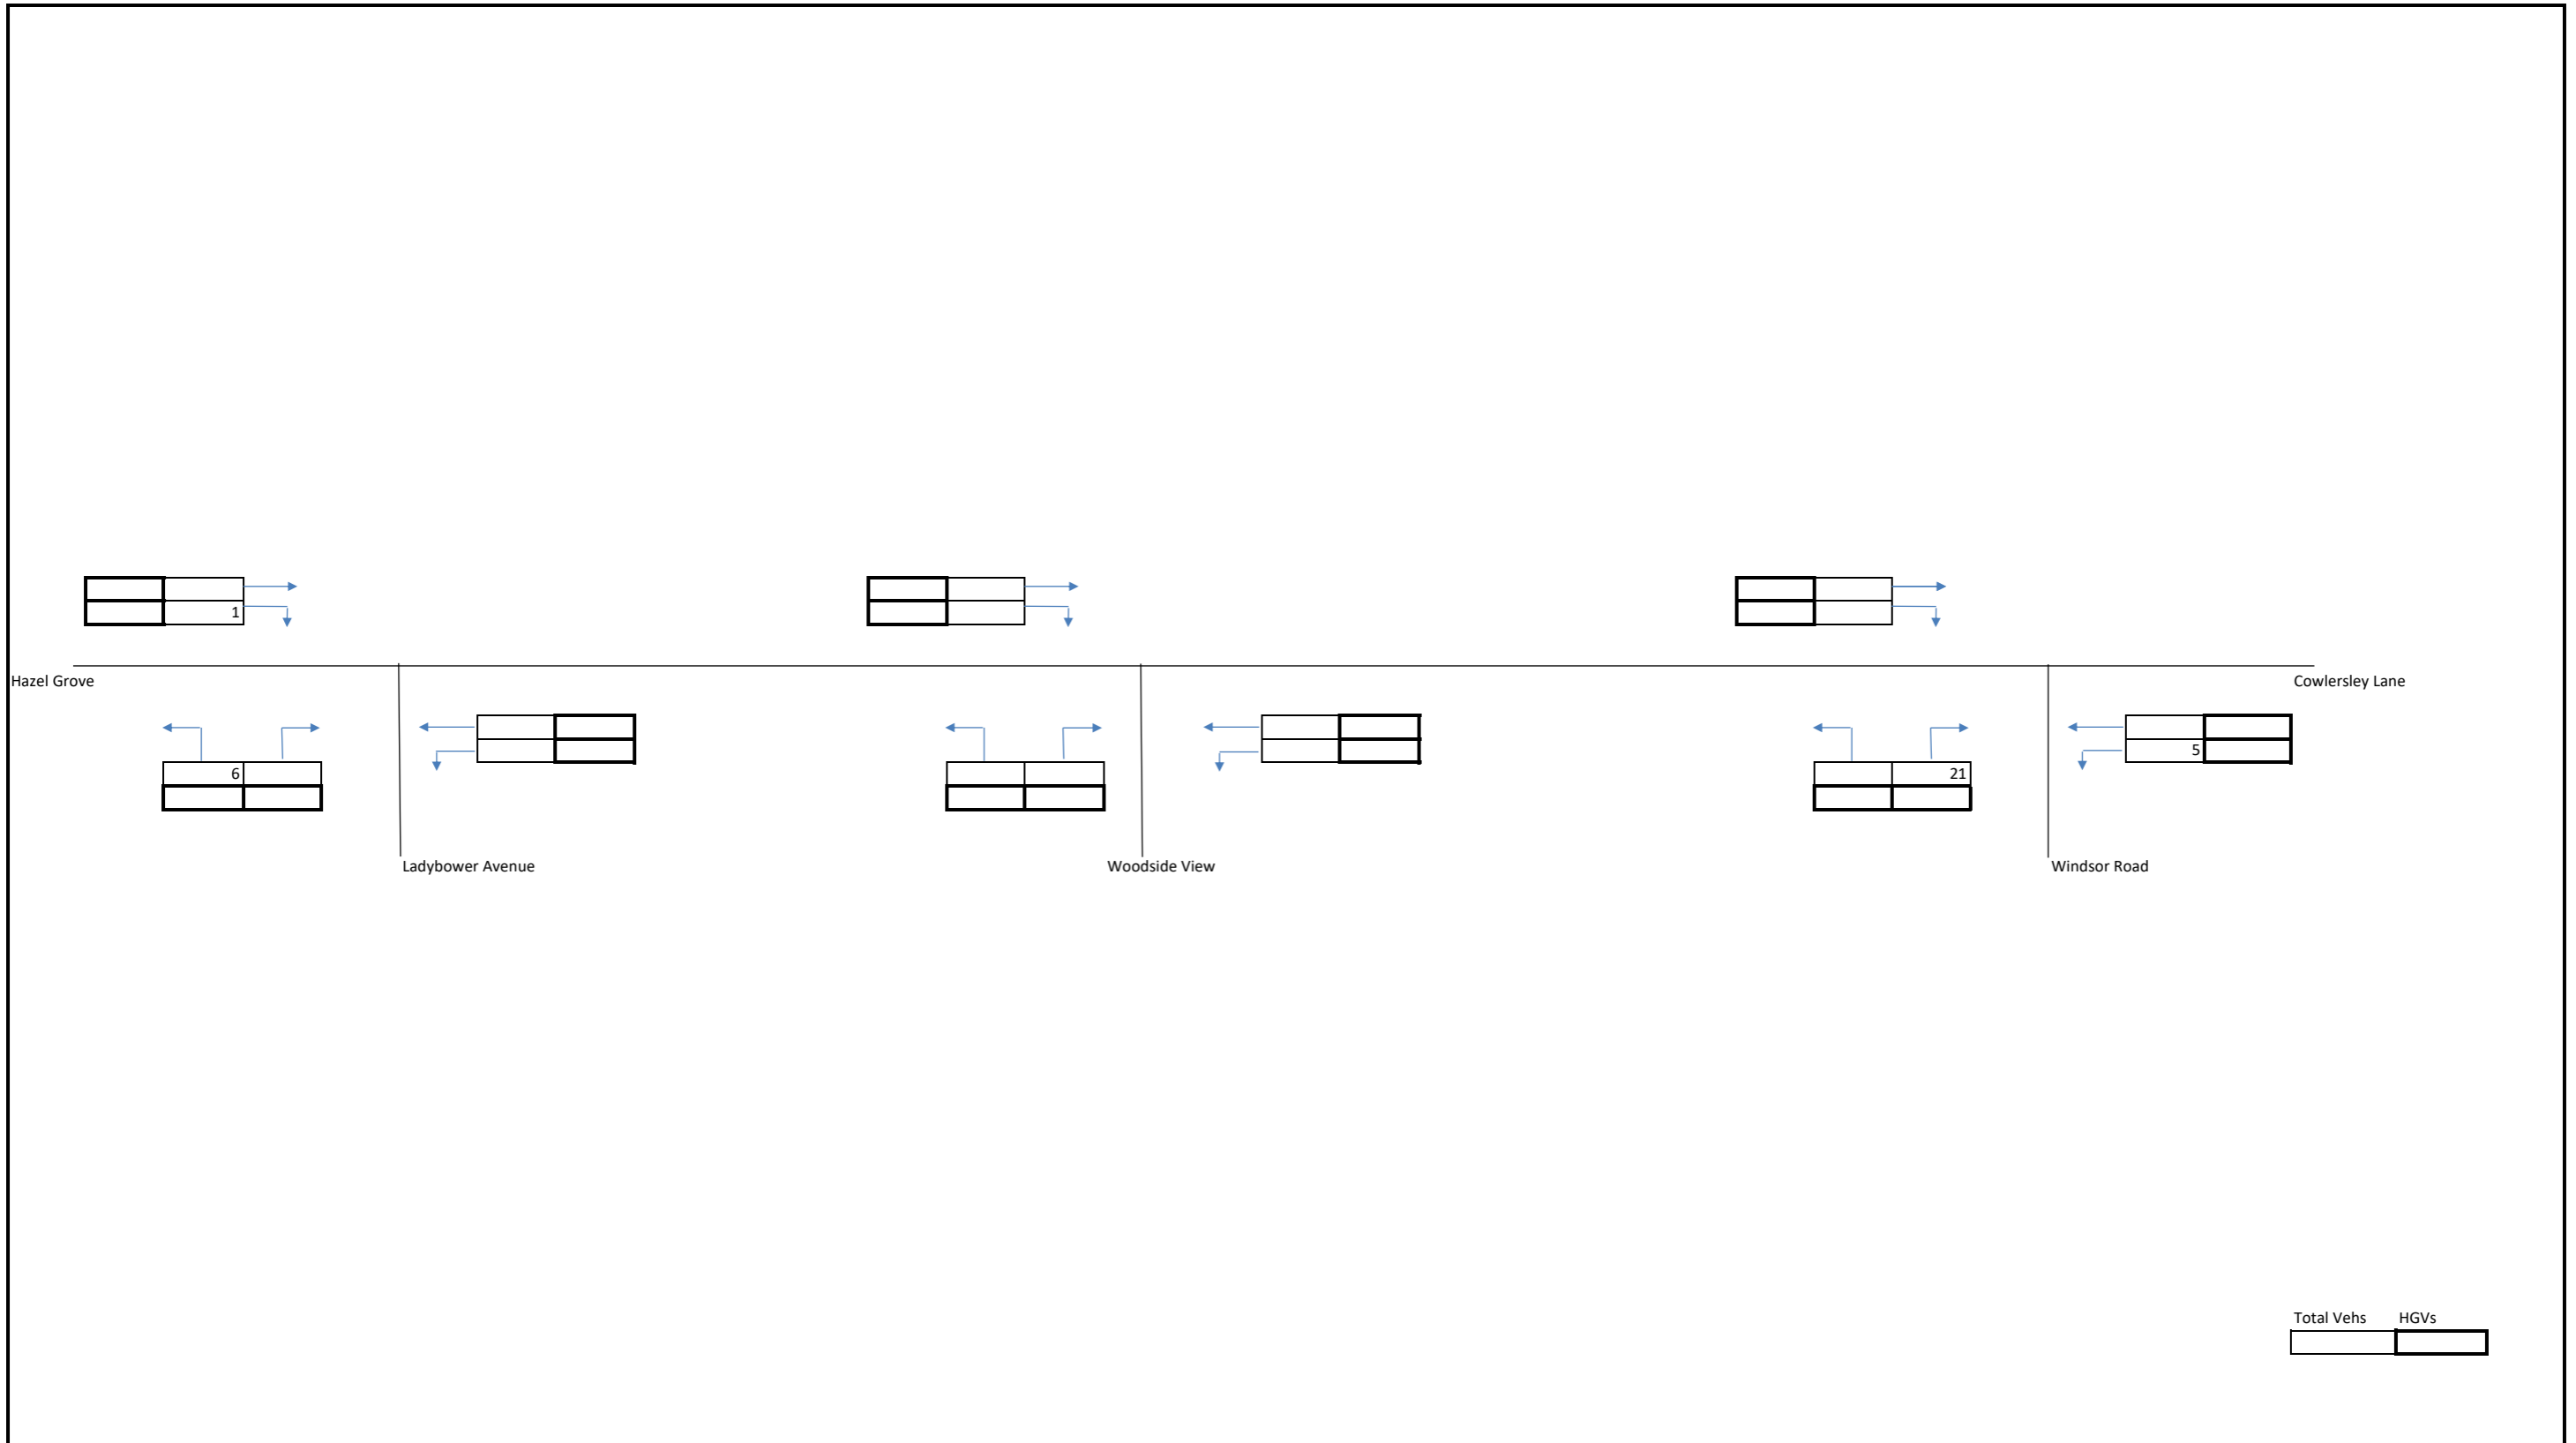 1
Hazel Grove
Cowlersley Lane
5
6
21
Ladybower Avenue
Woodside View
Windsor Road
Total Vehs HGVs